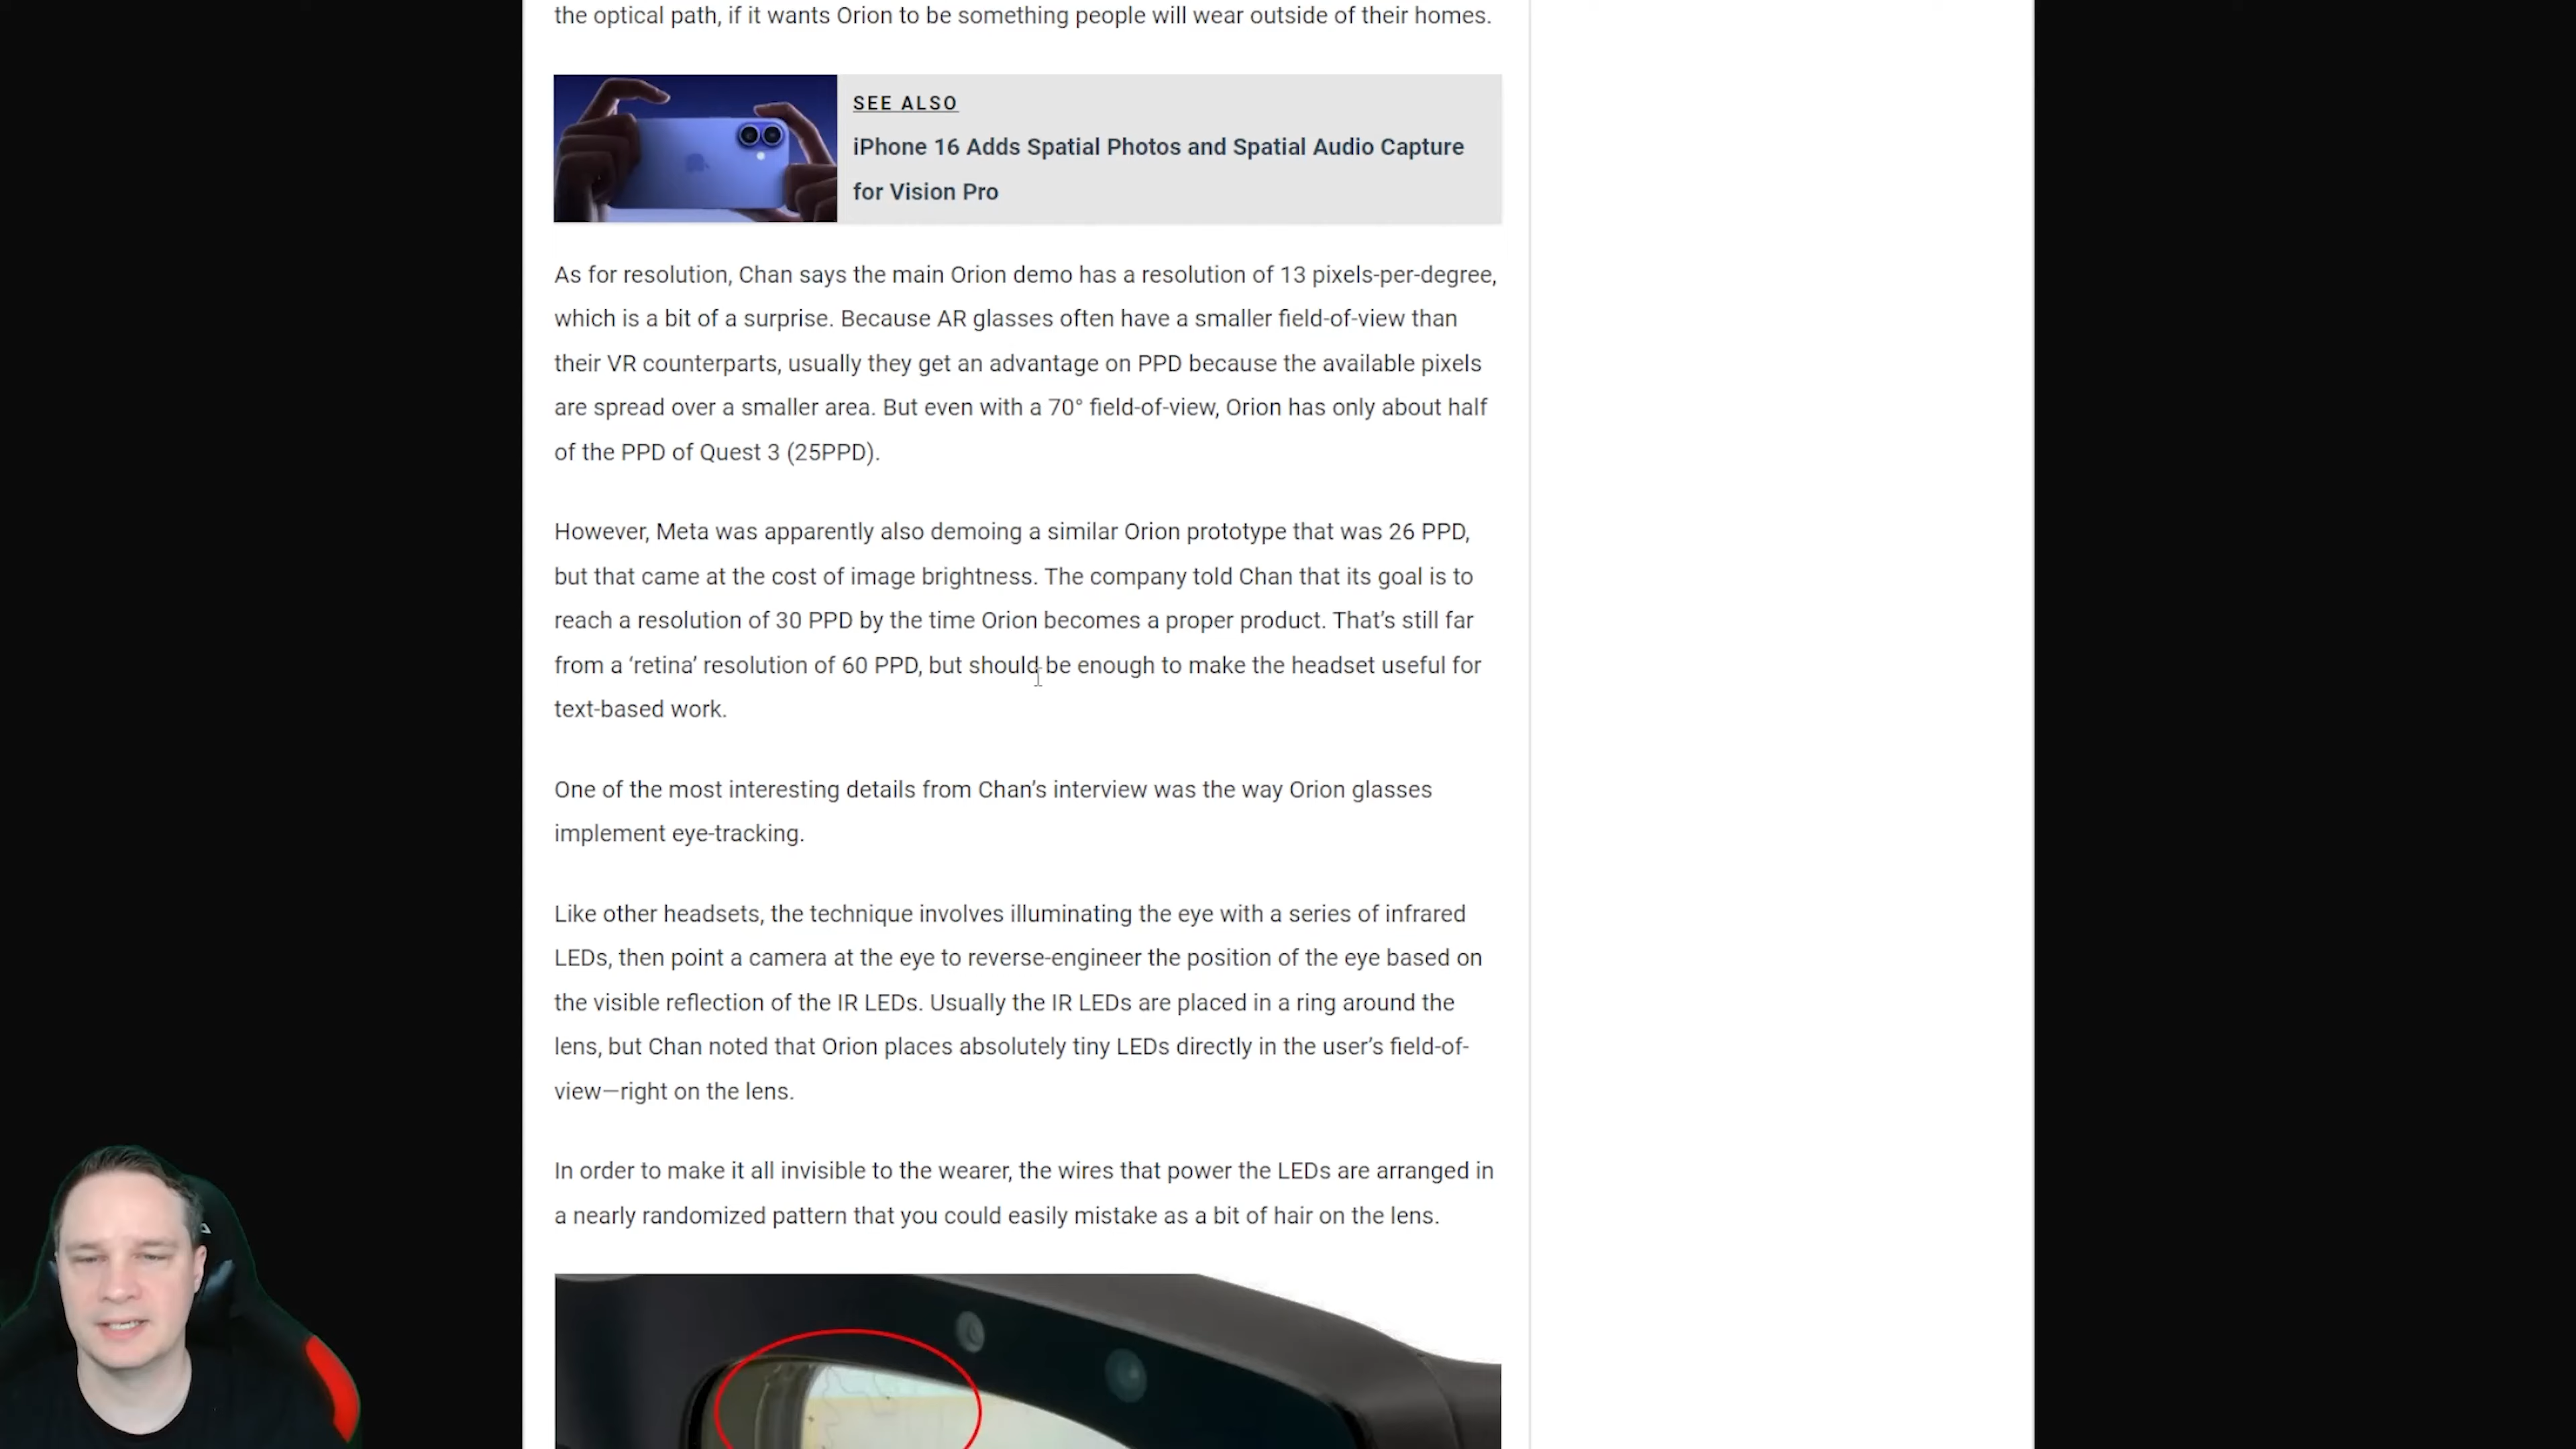 the optical path, if it wants Orion to be something people will wear outside of their homes.
SEE ALSO
iPhone 16 Adds Spatial Photos and Spatial Audio Capture
for Vision Pro
As for resolution, Chan says the main Orion demo has a resolution of 13 pixels-per-degree,
which is a bit of a surprise. Because AR glasses often have a smaller field-of-view than
their VR counterparts, usually they get an advantage on PPD because the available pixels
are spread over a smaller area. But even with a 70° field-of-view, Orion has only about half
of the PPD of Quest 3 (25PPD).
However, Meta was apparently also demoing a similar Orion prototype that was 26 PPD,
but that came at the cost of image brightness. The company told Chan that its goal is to
reach a resolution of 30 PPD by the time Orion becomes a proper product. That’s still far
from a ‘retina’ resolution of 60 PPD, but should be enough to make the headset useful for
text-based work.
One of the most interesting details from Chan’s interview was the way Orion glasses
implement eye-tracking.
Like other headsets, the technique involves illuminating the eye with a series of infrared
LEDs, then point a camera at the eye to reverse-engineer the position of the eye based on
the visible reflection of the IR LEDs. Usually the IR LEDs are placed in a ring around the
lens, but Chan noted that Orion places absolutely tiny LEDs directly in the user’s field-of-
view—right on the lens.
In order to make it all invisible to the wearer, the wires that power the LEDs are arranged in
a nearly randomized pattern that you could easily mistake as a bit of hair on the lens.